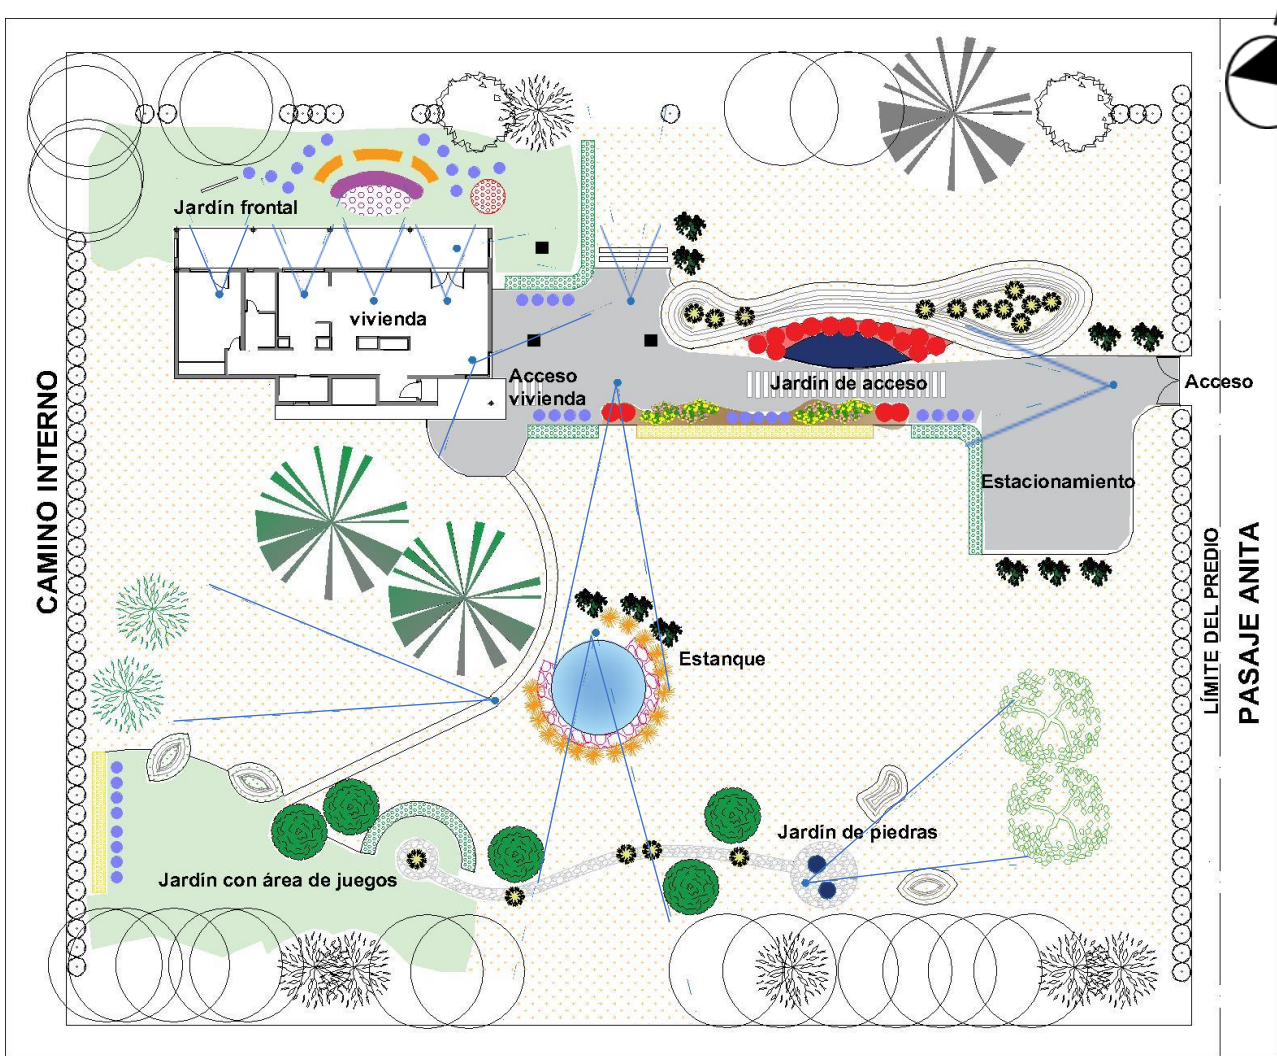 Jardín frontal
vivienda
Acceso
vivienda
Jardín de acceso
Acceso
Estacionamiento
CAMINO INTERNO
LÍMITE DEL PREDIO
PASAJE ANITA
Estanque
Jardín de piedras
Jardín con área de juegos